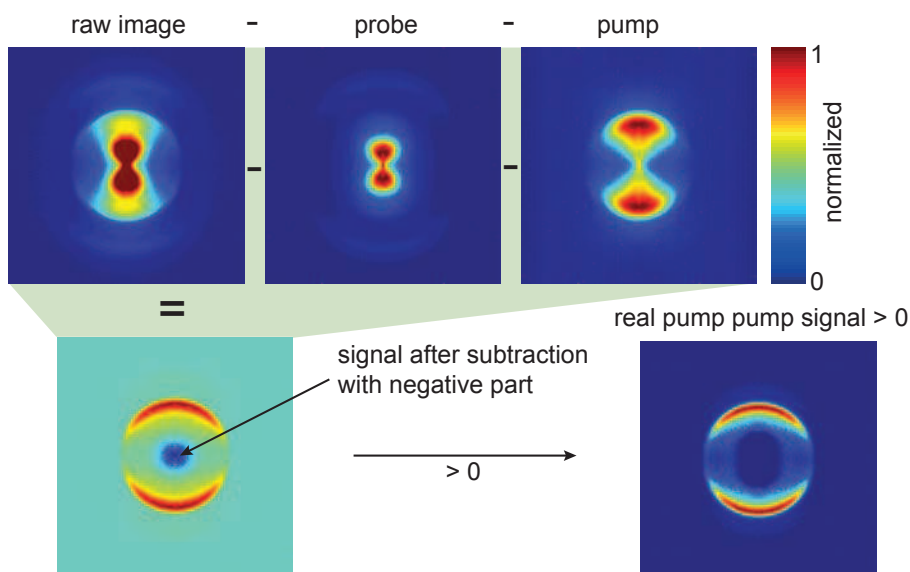 raw image - probe - pump
- -
1
normalized
0
=
real pump pump signal > 0
signal after subtraction
with negative part
> 0